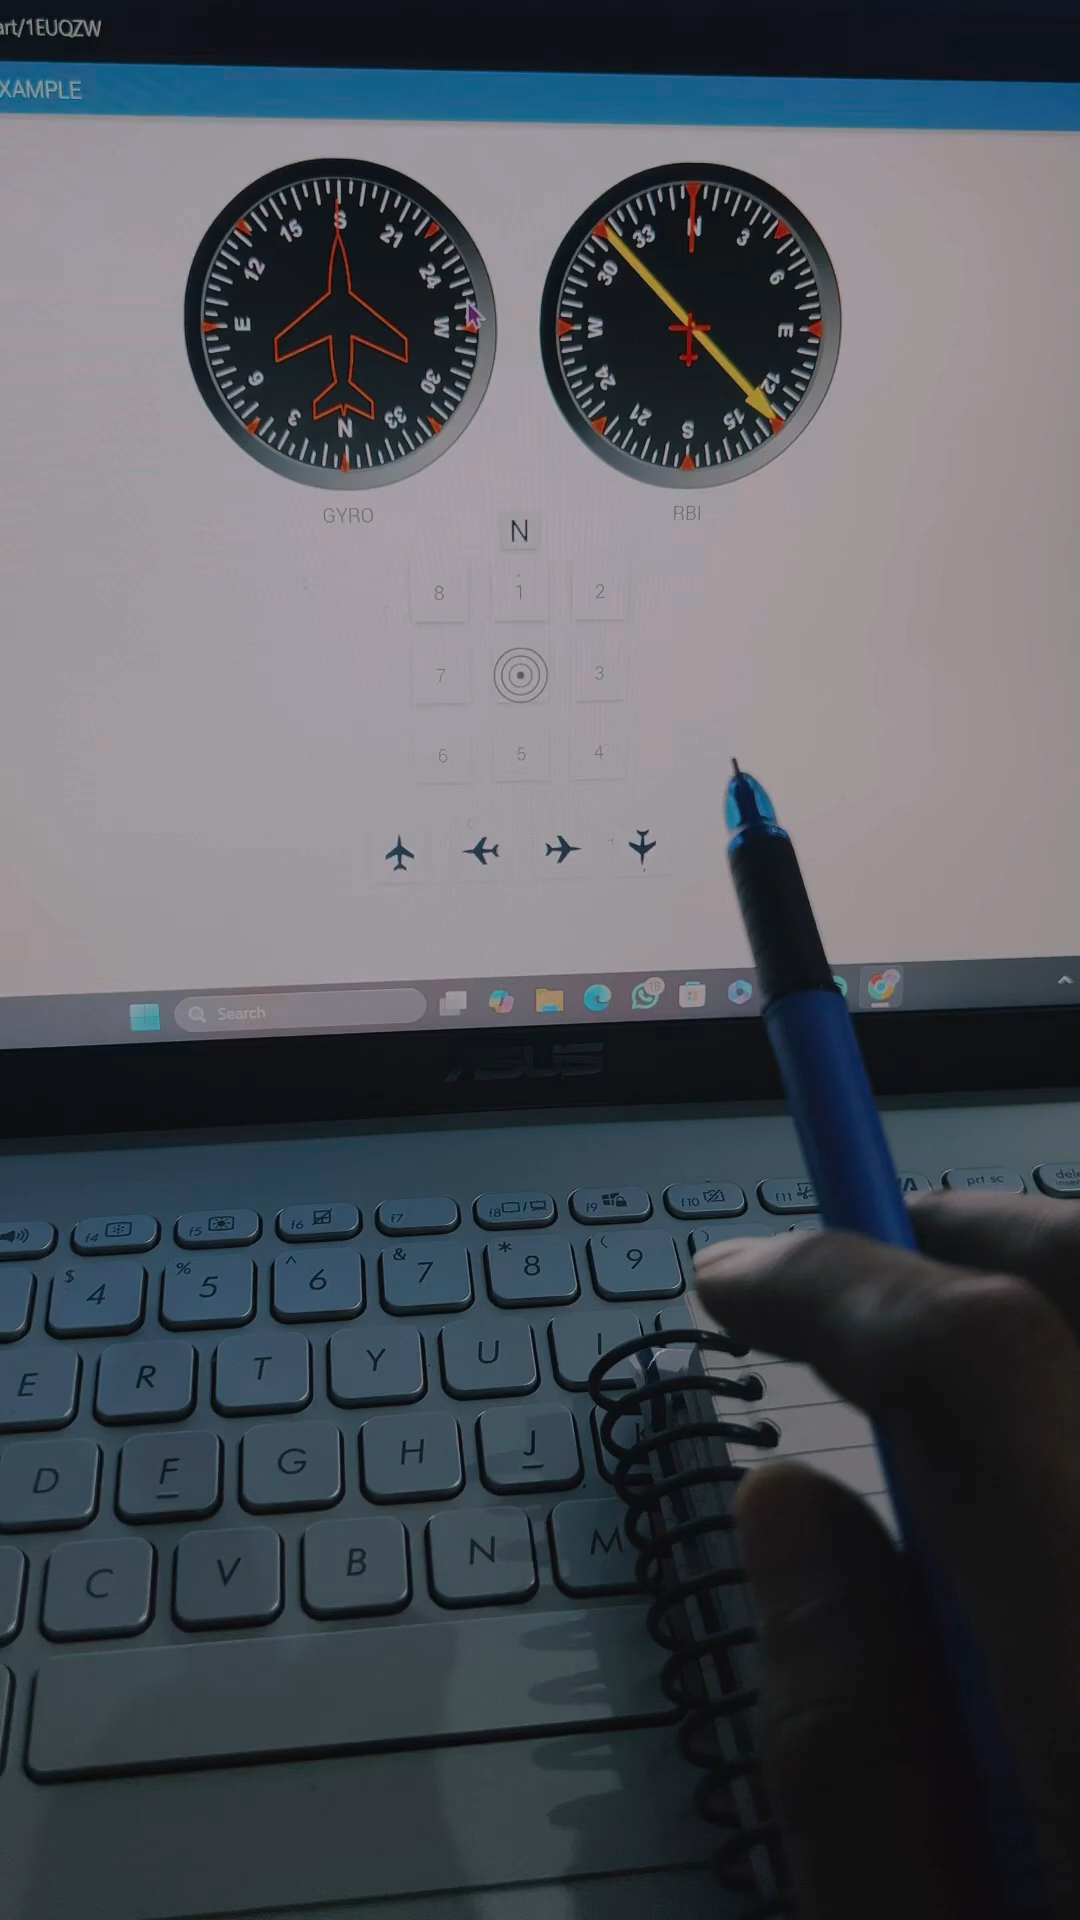 art/1EUQZW
XAMPLE
S 21 24 W 30 33 N 3 6 E 12 15
N 3 6 E 12 15 S 21 24 W 30 33
GYRO
RBI
N
8 1 2
7 3
6 5 4
Search
18
ASUS
f4 f5 f6 f7 f8 f9 f10 f11 prt sc
$ 4 % 5 ^ 6 & 7 * 8 ( 9 )
E R T Y U I
D F G H J K
C V B N M